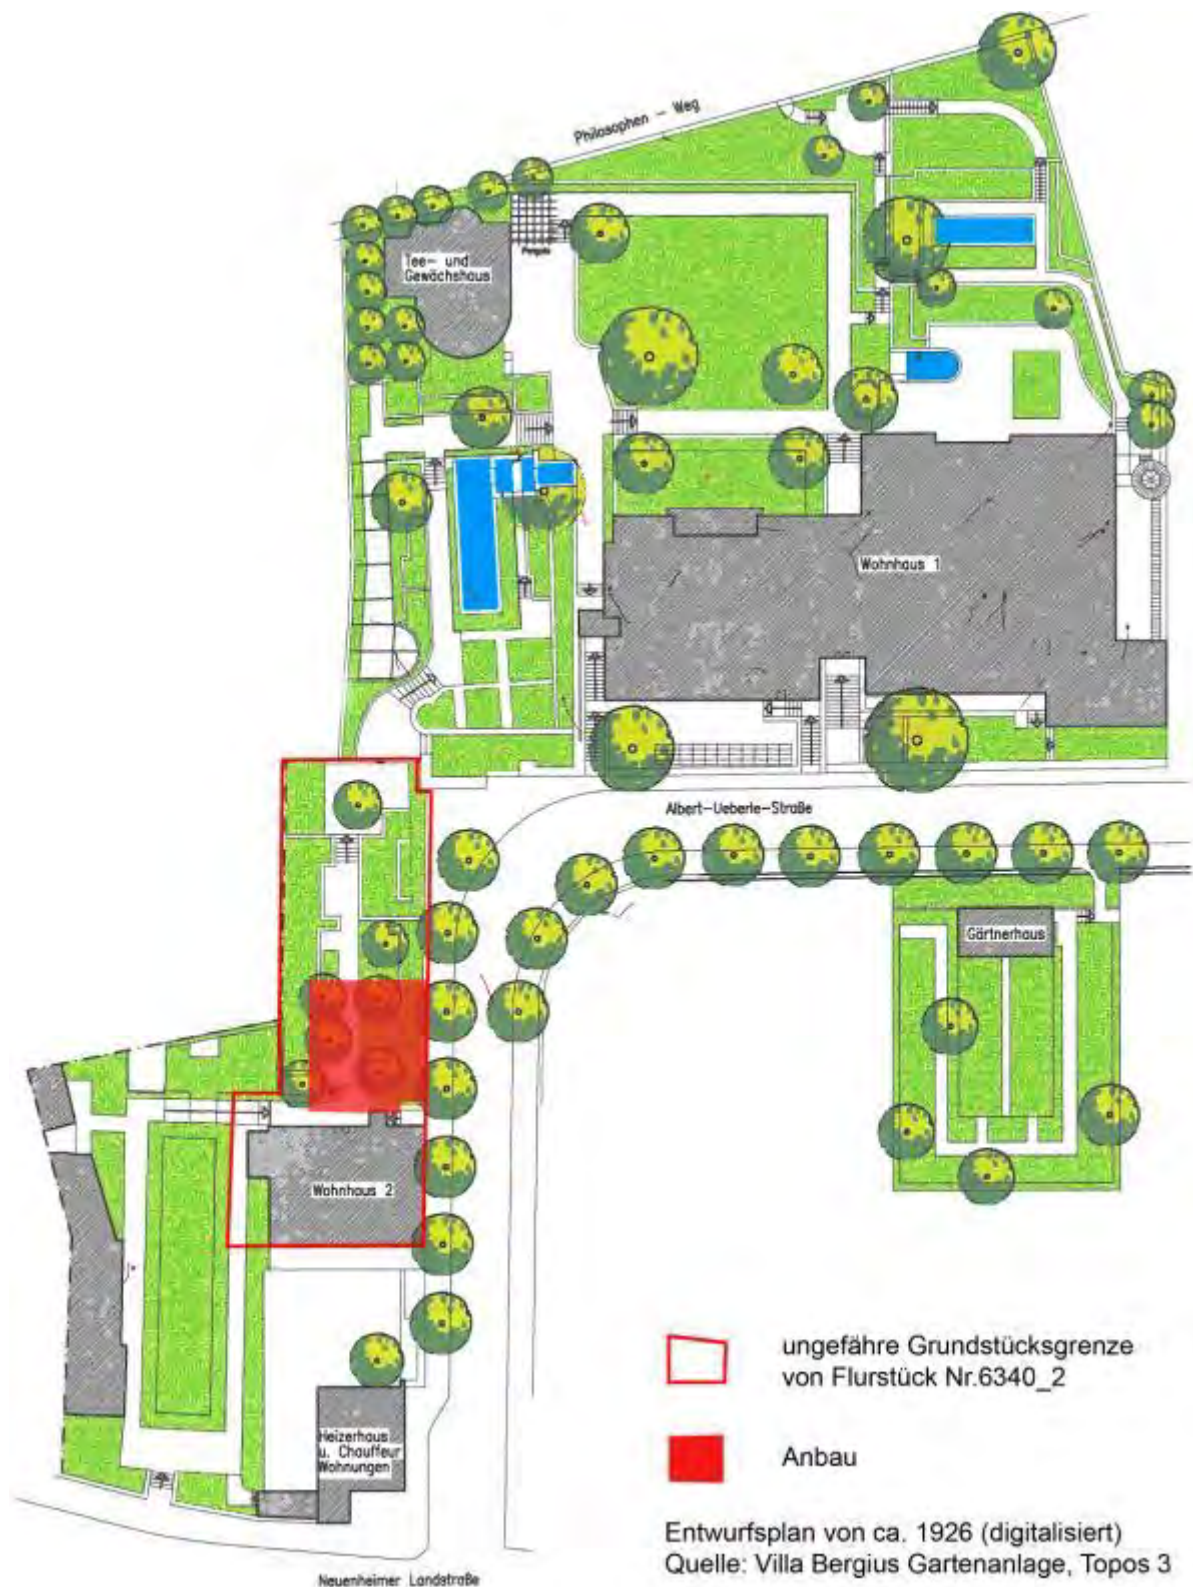 Philosophen - Weg
Tee- und
Gewächshaus
Pergola
Wohnhaus 1
Albert-Ueberle-Straße
Gärtnerhaus
Wohnhaus 2
Heizerhaus
u. Chauffeur
Wohnungen
ungefähre Grundstücksgrenze
von Flurstück Nr.6340_2
Anbau
Entwurfsplan von ca. 1926 (digitalisiert)
Quelle: Villa Bergius Gartenanlage, Topos 3
Neuenheimer Landstraße